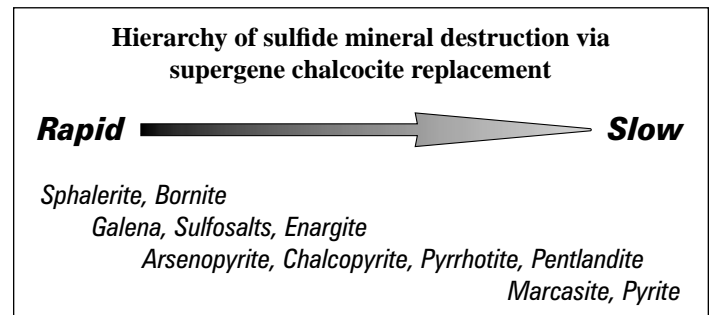 Hierarchy of sulfide mineral destruction via
supergene chalcocite replacement
Rapid Slow
Sphalerite, Bornite
Galena, Sulfosalts, Enargite
Arsenopyrite, Chalcopyrite, Pyrrhotite, Pentlandite
Marcasite, Pyrite